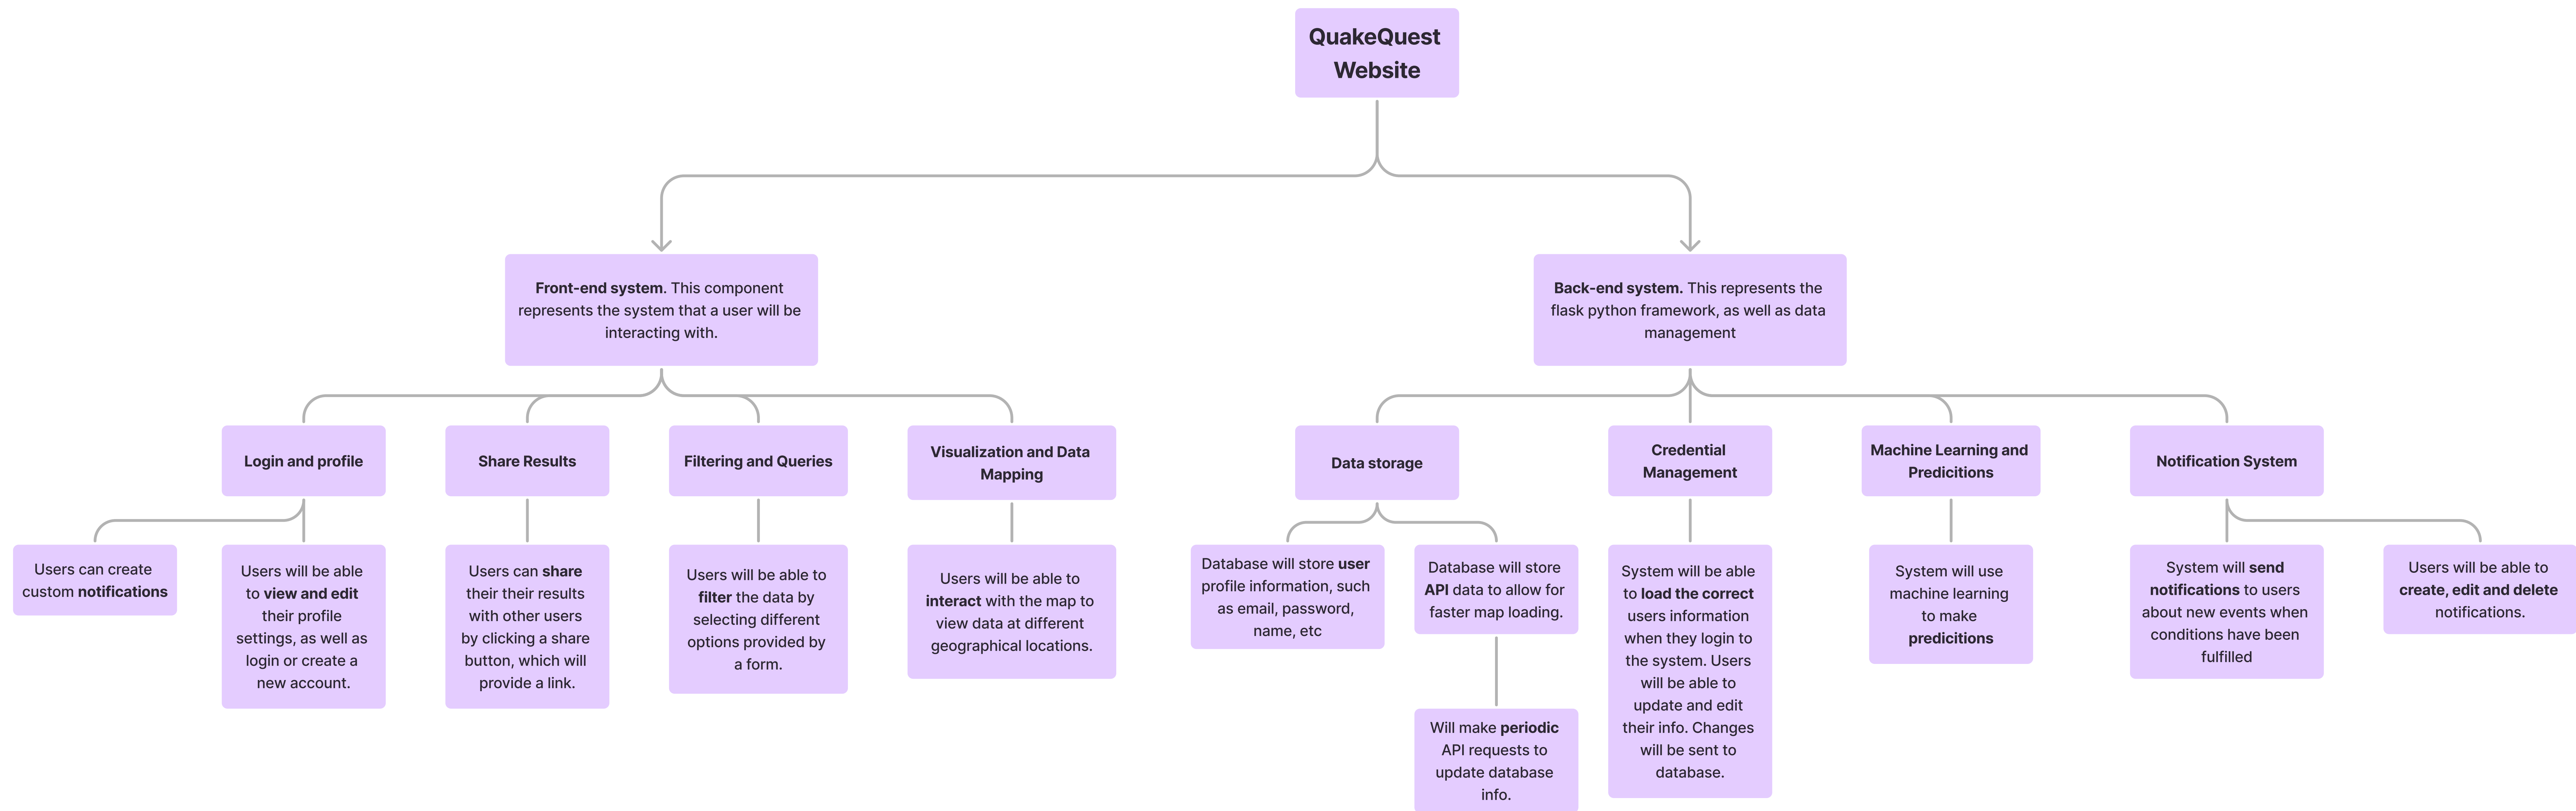 QuakeQuest
Website
Front-end system. This component
represents the system that a user will be
interacting with.
Back-end system. This represents the
flask python framework, as well as data
management
Login and profile
Share Results
Filtering and Queries
Visualization and Data
Mapping
Data storage
Credential
Management
Machine Learning and
Predicitions
Notification System
Users can create
custom notifications
Users will be able
to view and edit
their profile
settings, as well as
login or create a
new account.
Users can share
their their results
with other users
by clicking a share
button, which will
provide a link.
Users will be able to
filter the data by
selecting different
options provided by
a form.
Users will be able to
interact with the map to
view data at different
geographical locations.
Database will store user
profile information, such
as email, password,
name, etc
Database will store
API data to allow for
faster map loading.
System will be able
to load the correct
users information
when they login to
the system. Users
will be able to
update and edit
their info. Changes
will be sent to
database.
System will use
machine learning
to make
predicitions
System will send
notifications to users
about new events when
conditions have been
fulfilled
Users will be able to
create, edit and delete
notifications.
Will make periodic
API requests to
update database
info.